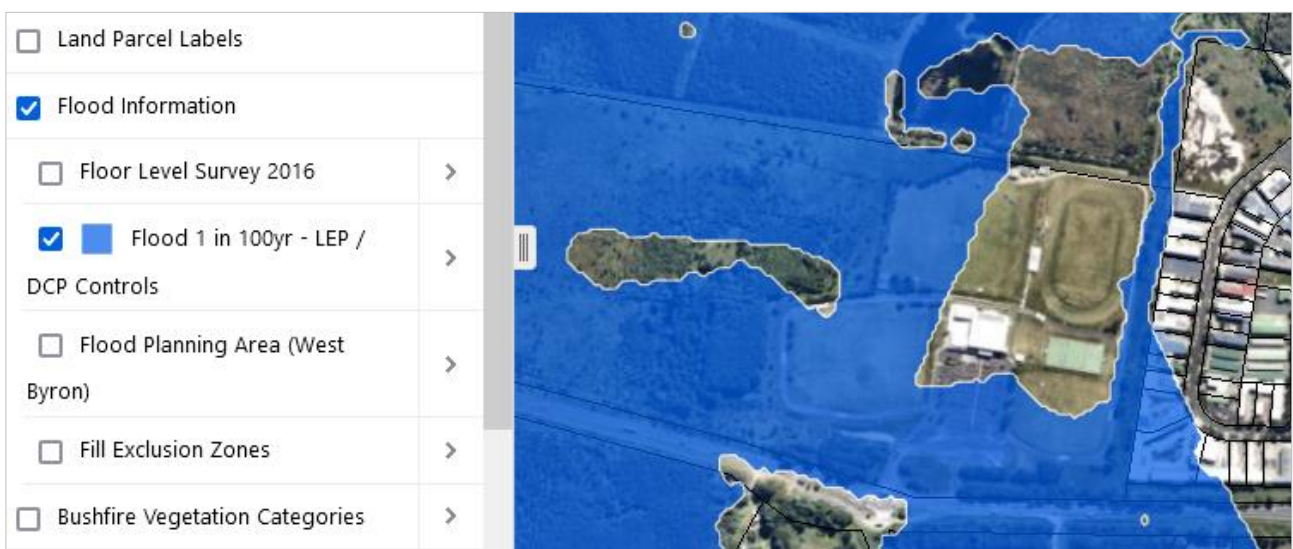 Land Parcel Labels
Flood Information
Floor Level Survey 2016
Flood 1 in 100yr - LEP /
DCP Controls
Flood Planning Area (West
Byron)
Fill Exclusion Zones
Bushfire Vegetation Categories